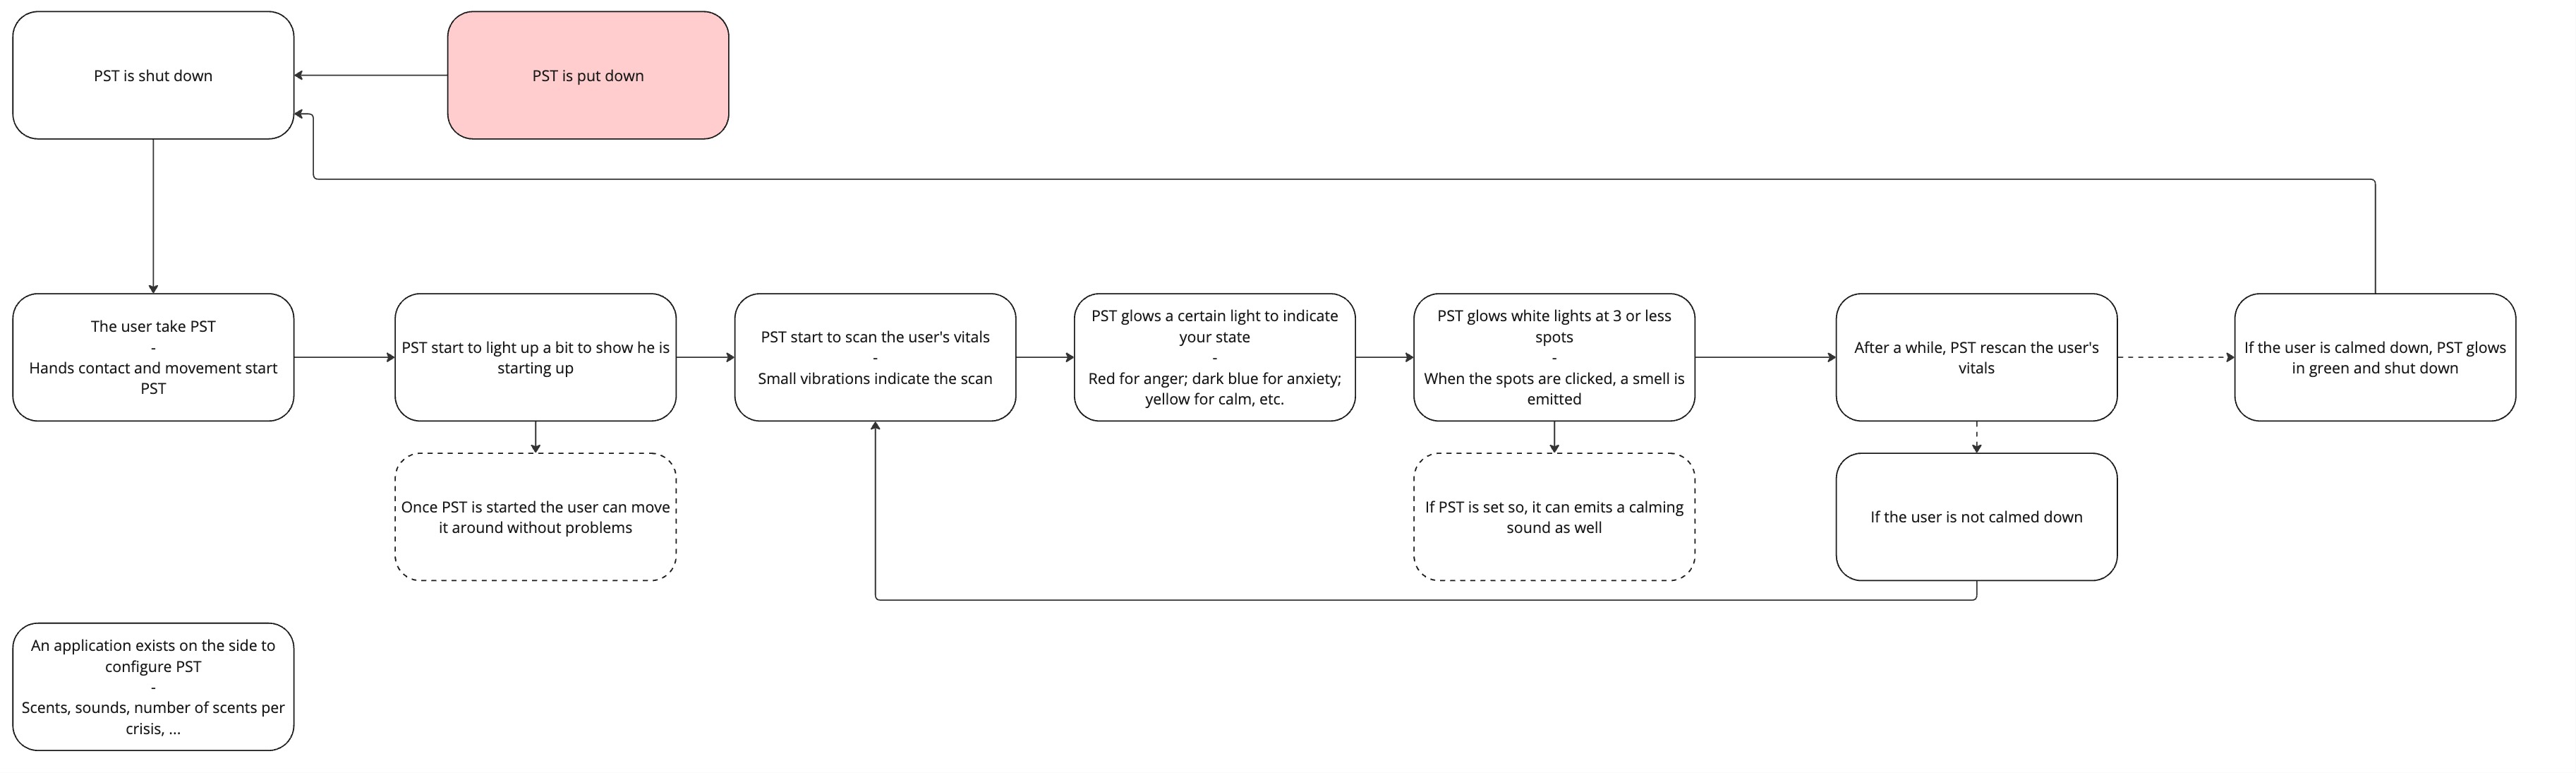 PST is shut down
PST is put down
The user take PST
-
Hands contact and movement start
PST
PST start to light up a bit to show he is
starting up
PST start to scan the user's vitals
-
Small vibrations indicate the scan
PST glows a certain light to indicate
your state
-
Red for anger; dark blue for anxiety;
yellow for calm, etc.
PST glows white lights at 3 or less
spots
-
When the spots are clicked, a smell is
emitted
After a while, PST rescan the user's
vitals
If the user is calmed down, PST glows
in green and shut down
Once PST is started the user can move
it around without problems
If PST is set so, it can emits a calming
sound as well
If the user is not calmed down
An application exists on the side to
configure PST
-
Scents, sounds, number of scents per
crisis, ...